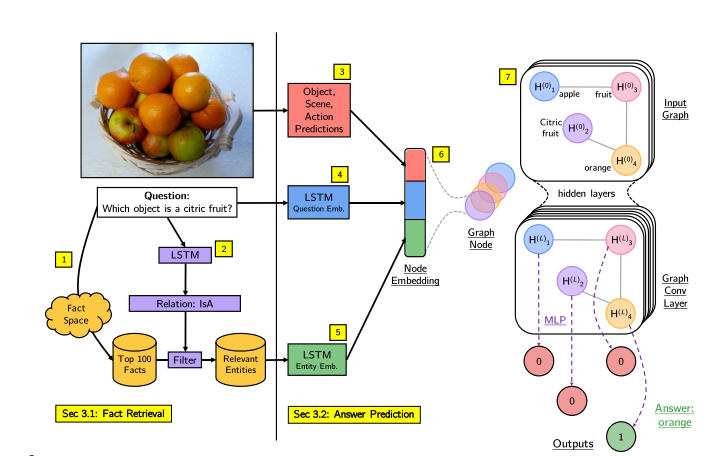 3
Object,
Scene,
Action
Predictions
Question:
Which object is a citric fruit?
4
LSTM
Question Emb.
1
2
LSTM
Relation: IsA
Fact
Space
Top 100
Facts
Filter
Relevant
Entities
5
LSTM
Entity Emb.
Sec 3.1: Fact Retrieval
Sec 3.2: Answer Prediction
6
Node
Embedding
Graph
Node
7
H(0)1
apple
H(0)3
fruit
Citric
fruit
H(0)2
H(0)4
orange
Input
Graph
hidden layers
H(L)1
H(L)3
H(L)2
H(L)4
Graph
Conv
Layer
MLP
0
0
0
1
Answer:
orange
Outputs